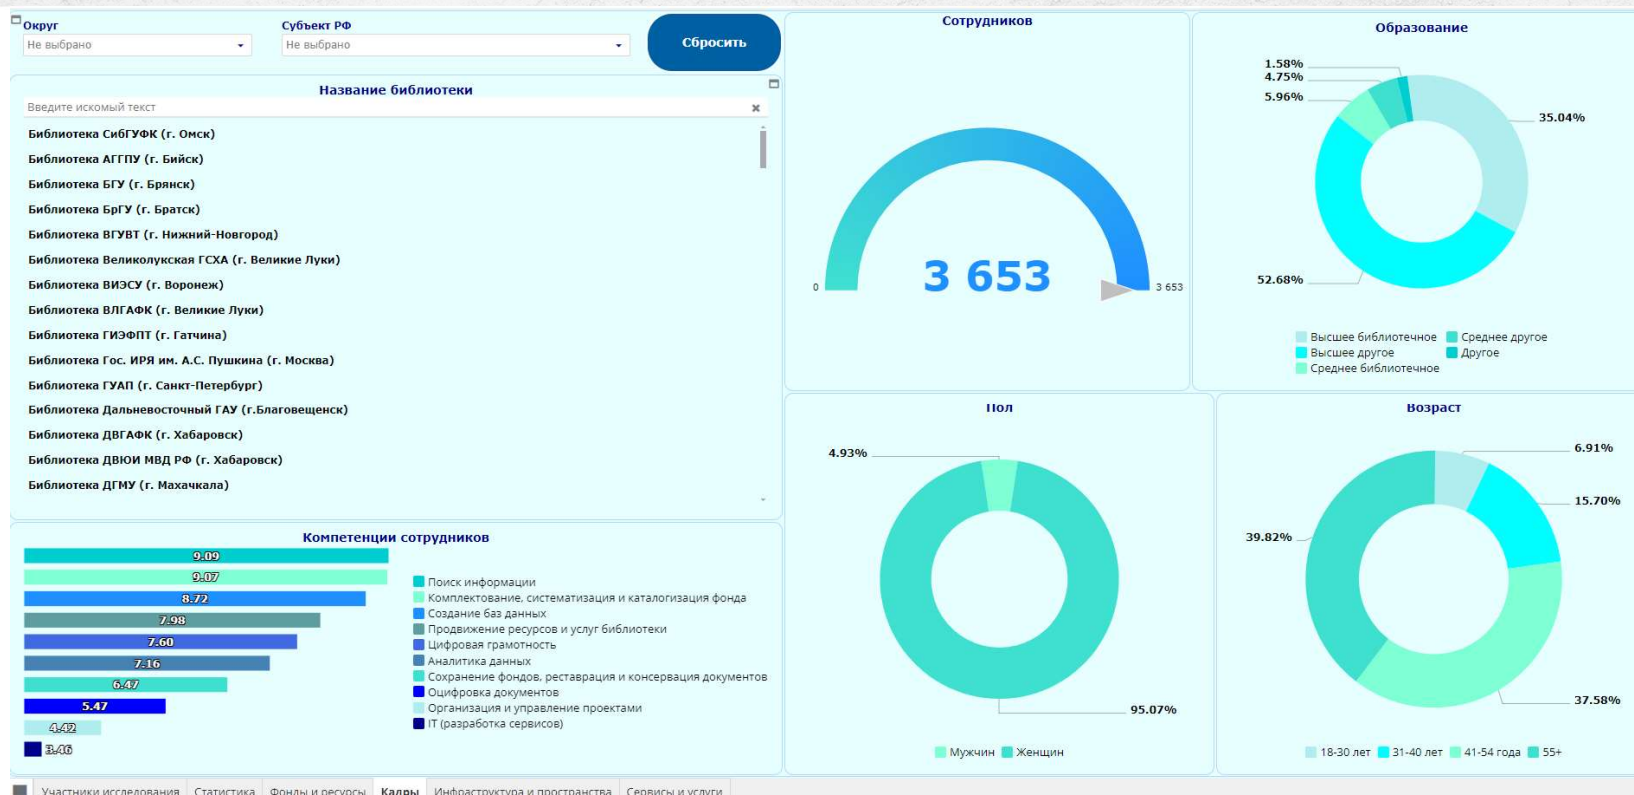 Округ
Субъект РФ
Не выбрано
Не выбрано
Сбросить
Название библиотеки
Введите искомый текст
Библиотека СибГУФК (г. Омск)
Библиотека АГГПУ (г. Бийск)
Библиотека БГУ (г. Брянск)
Библиотека БрГУ (г. Братск)
Библиотека ВГУВТ (г. Нижний-Новгород)
Библиотека Великолукская ГСХА (г. Великие Луки)
Библиотека ВИЭСУ (г. Воронеж)
Библиотека ВЛГАФК (г. Великие Луки)
Библиотека ГИЭФПТ (г. Гатчина)
Библиотека Гос. ИРЯ им. А.С. Пушкина (г. Москва)
Библиотека ГУАП (г. Санкт-Петербург)
Библиотека Дальневосточный ГАУ (г.Благовещенск)
Библиотека ДВГАФК (г. Хабаровск)
Библиотека ДВЮИ МВД РФ (г. Хабаровск)
Библиотека ДГМУ (г. Махачкала)
Компетенции сотрудников
9.09
9.07
8.72
7.98
7.60
7.16
6.47
5.47
4.42
3.46
Поиск информации
Комплектование, систематизация и каталогизация фонда
Создание баз данных
Продвижение ресурсов и услуг библиотеки
Цифровая грамотность
Аналитика данных
Сохранение фондов, реставрация и консервация документов
Оцифровка документов
Организация и управление проектами
IT (разработка сервисов)
Сотрудников
3 653
0
3 653
Образование
1.58%
4.75%
5.96%
35.04%
52.68%
Высшее библиотечное
Среднее другое
Высшее другое
Другое
Среднее библиотечное
Пол
4.93%
95.07%
Мужчин
Женщин
Возраст
6.91%
15.70%
39.82%
37.58%
18-30 лет
31-40 лет
41-54 года
55+
Участники исследования
Статистика
Фонды и ресурсы
Кадры
Инфраструктура и пространства
Сервисы и услуги